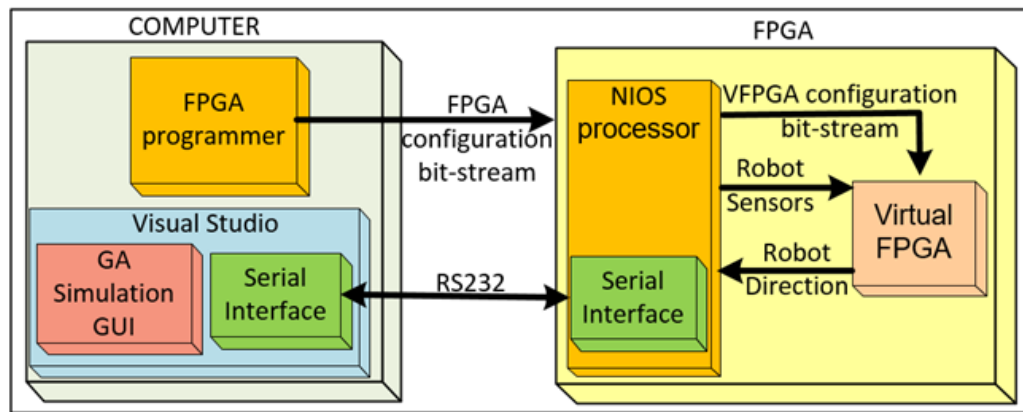 COMPUTER
FPGA
programmer
Visual Studio
GA
Simulation
GUI
Serial
Interface
FPGA
configuration
bit-stream
RS232
FPGA
NIOS
processor
Serial
Interface
VFPGA configuration
bit-stream
Robot
Sensors
Robot
Direction
Virtual
FPGA